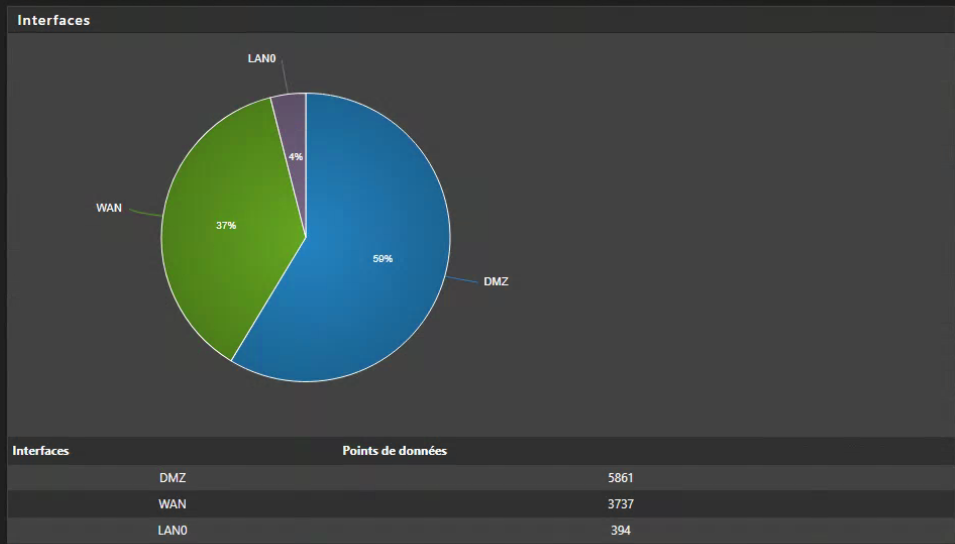 Interfaces
LAN0
4%
WAN
37%
59%
DMZ
Interfaces Points de données
DMZ 5861
WAN 3737
LAN0 394